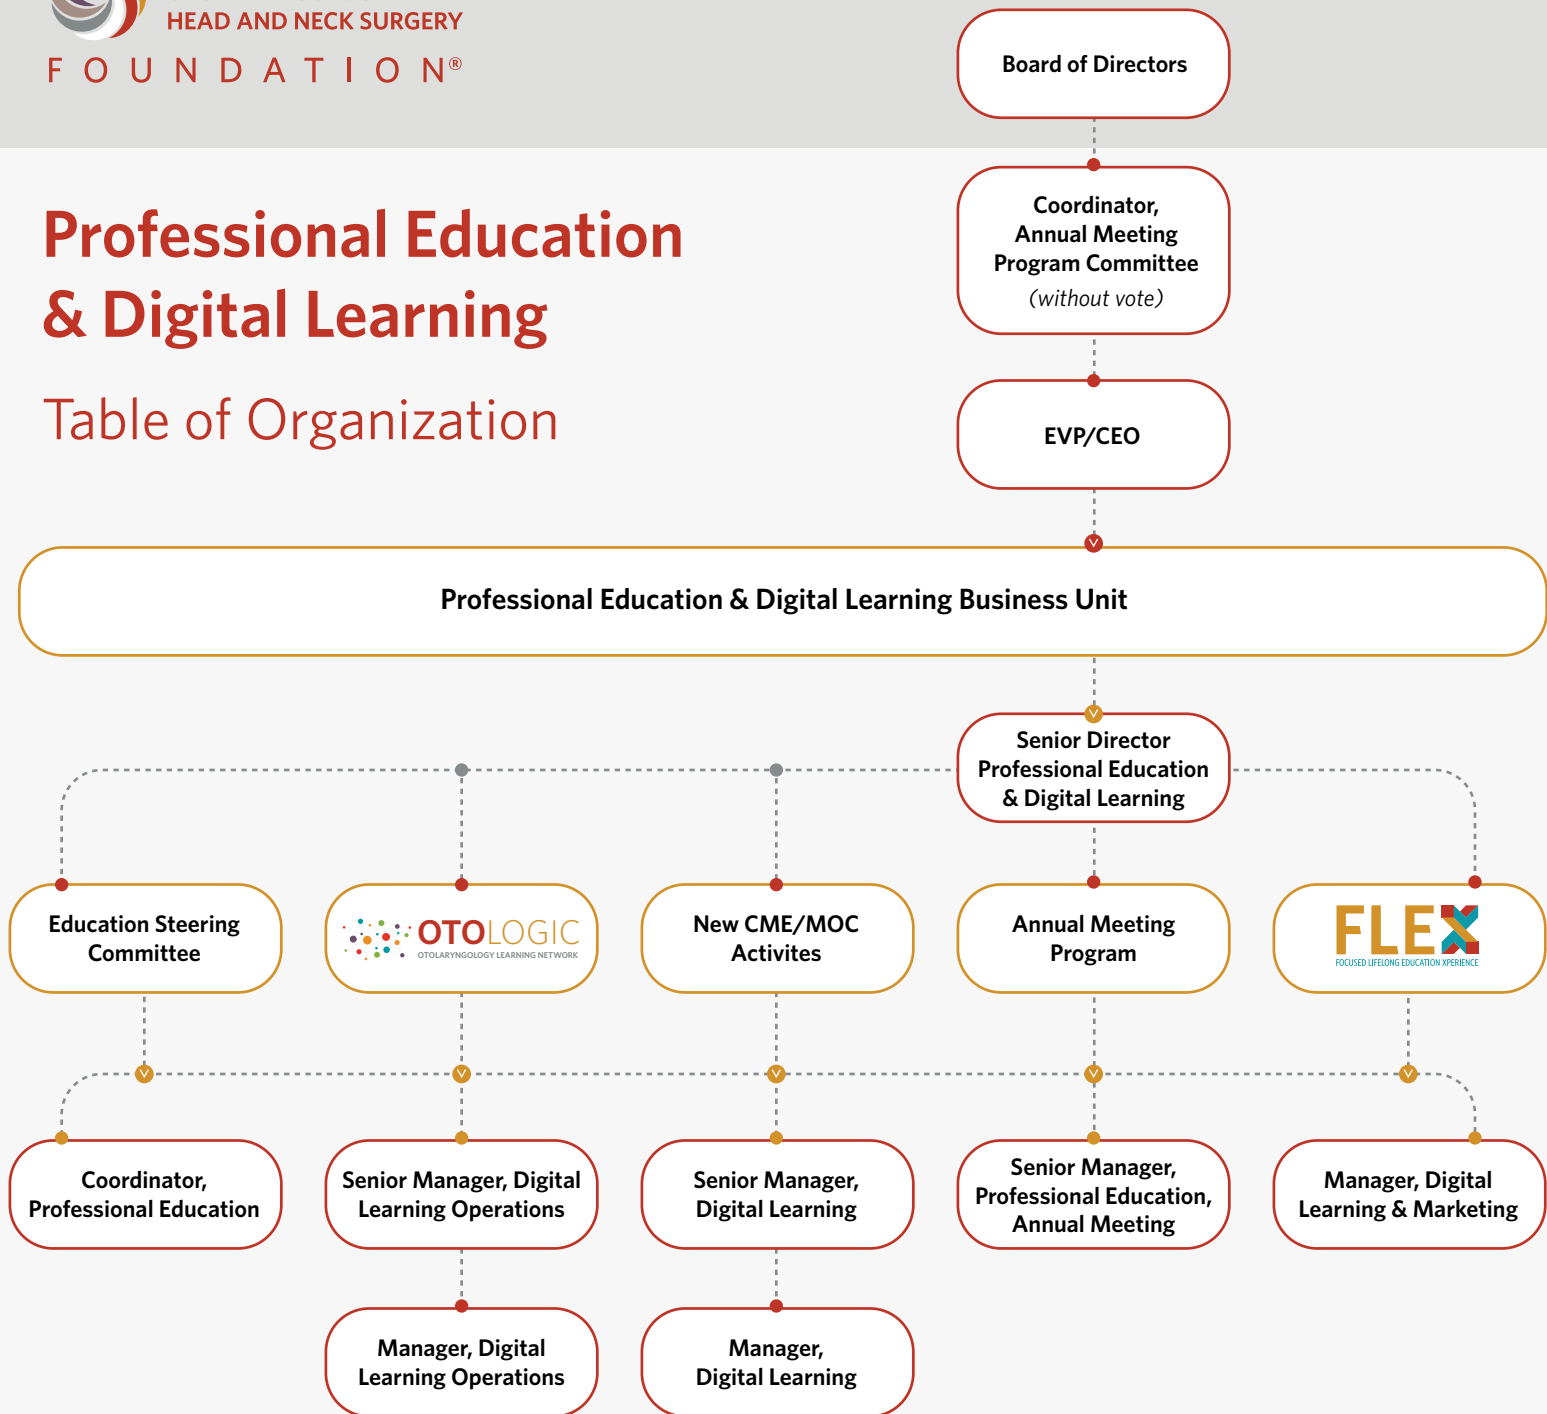 HEAD AND NECK SURGERY
FOUNDATION®
Board of Directors
Coordinator,
Annual Meeting
Program Committee
(without vote)
Professional Education
& Digital Learning
Table of Organization
EVP/CEO
Professional Education & Digital Learning Business Unit
Senior Director
Professional Education
& Digital Learning
Education Steering
Committee
OTOLOGIC
OTOLARYNGOLOGY LEARNING NETWORK
New CME/MOC
Activites
Annual Meeting
Program
FLEX
FOCUSED LIFELONG EDUCATION XPERIENCE
Coordinator,
Professional Education
Senior Manager, Digital
Learning Operations
Senior Manager,
Digital Learning
Senior Manager,
Professional Education,
Annual Meeting
Manager, Digital
Learning & Marketing
Manager, Digital
Learning Operations
Manager,
Digital Learning